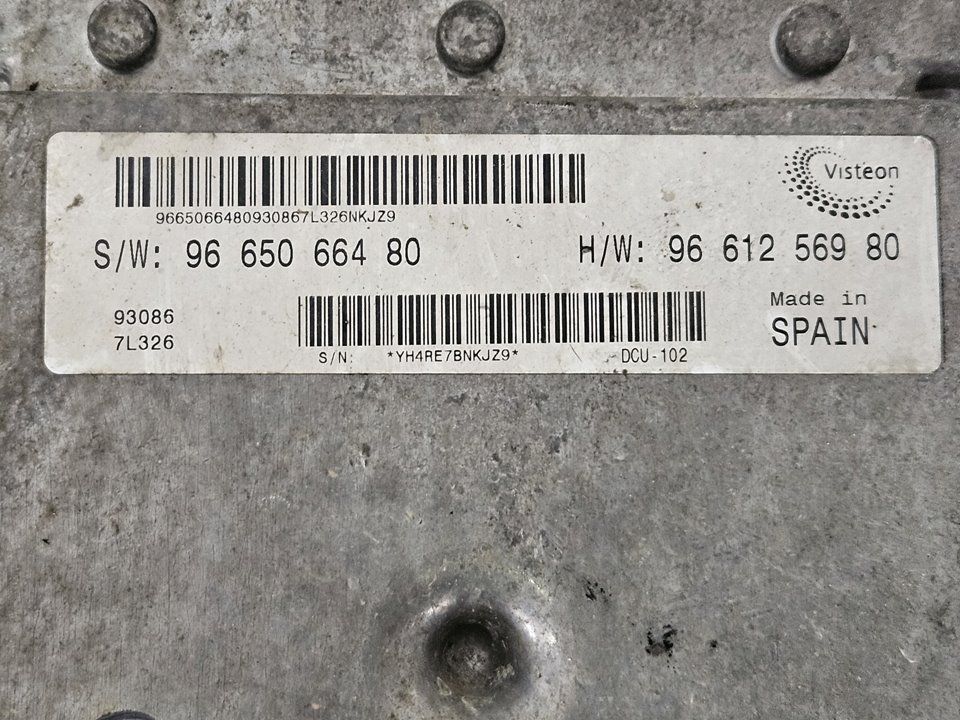 Visteon
9665066480930867L326NKJZ9
S/W: 96 650 664 80
H/W: 96 612 569 80
93086
7L326
S/N: *YH4RE7BNKJZ9*
DCU-102
Made in
SPAIN